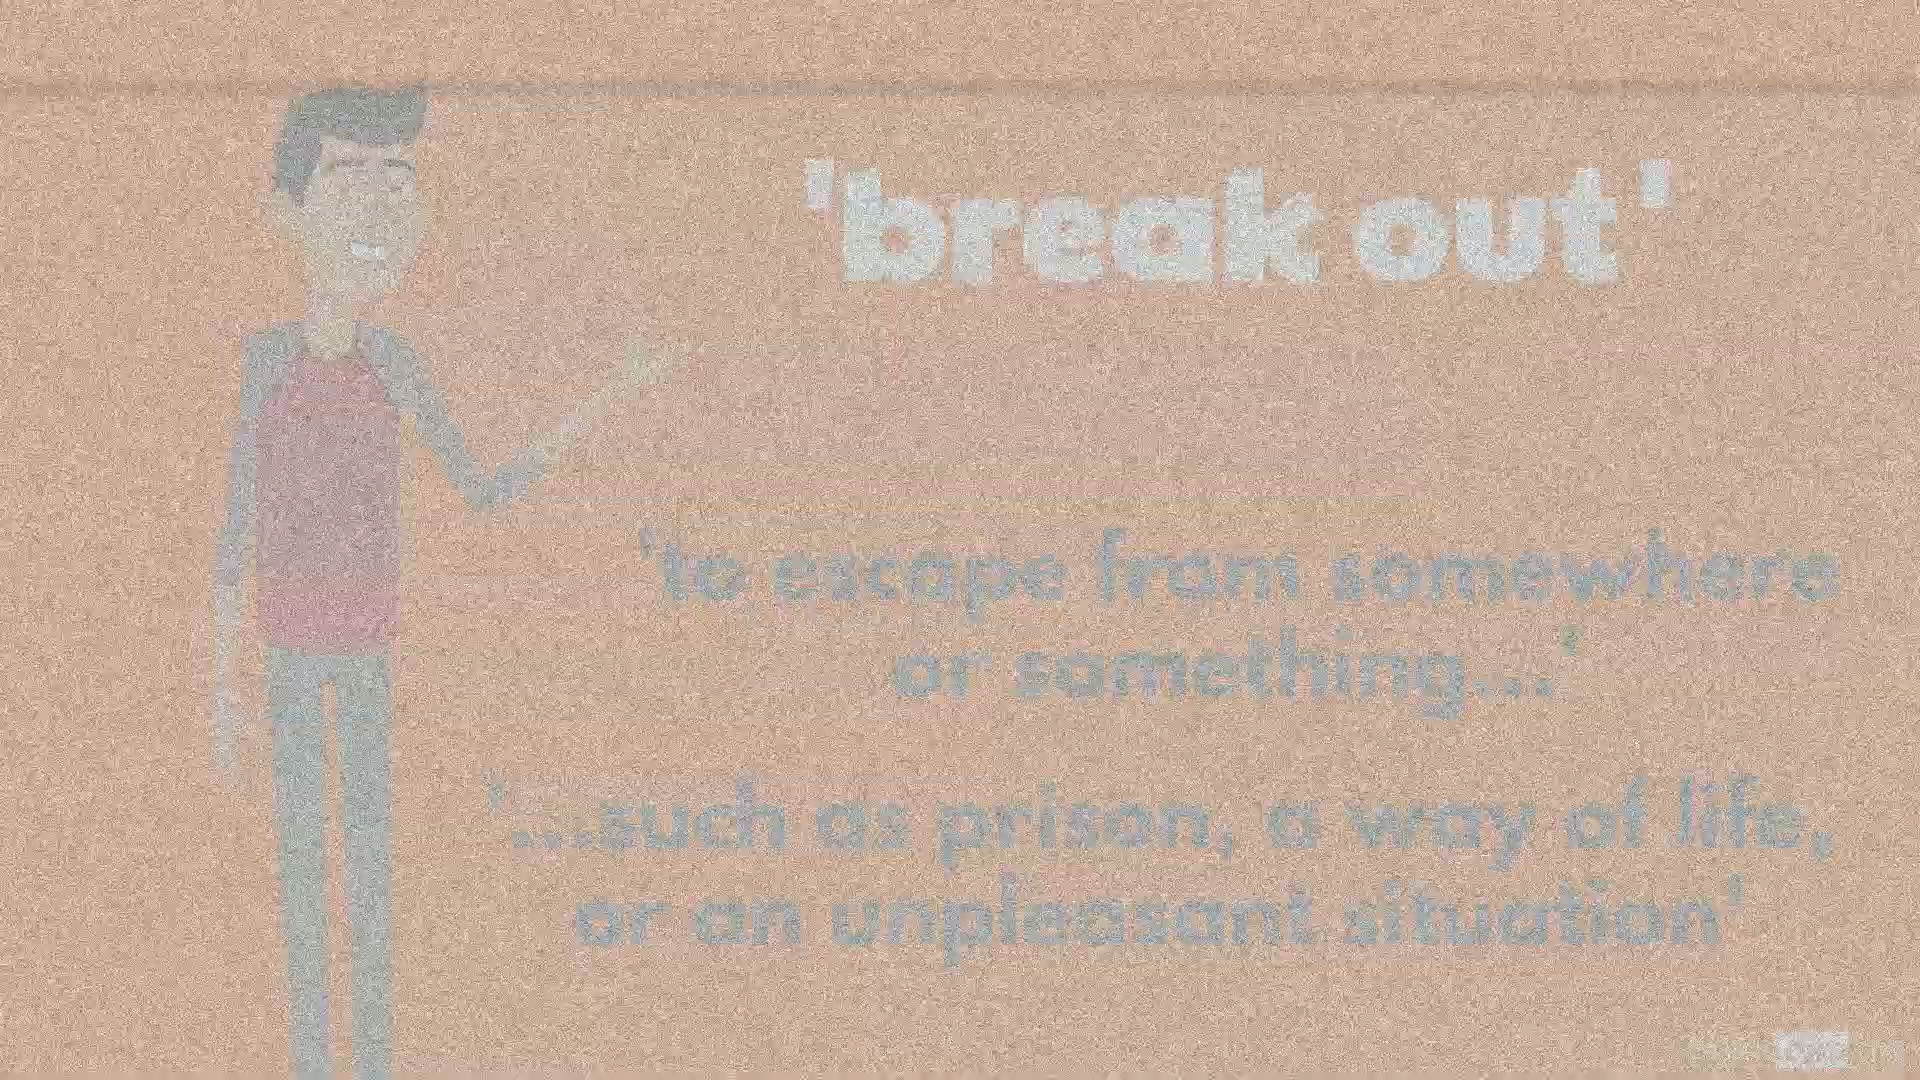 'break out'
'to escape from somewhere
or something...'
'...such as prison, a way of life,
or an unpleasant situation'